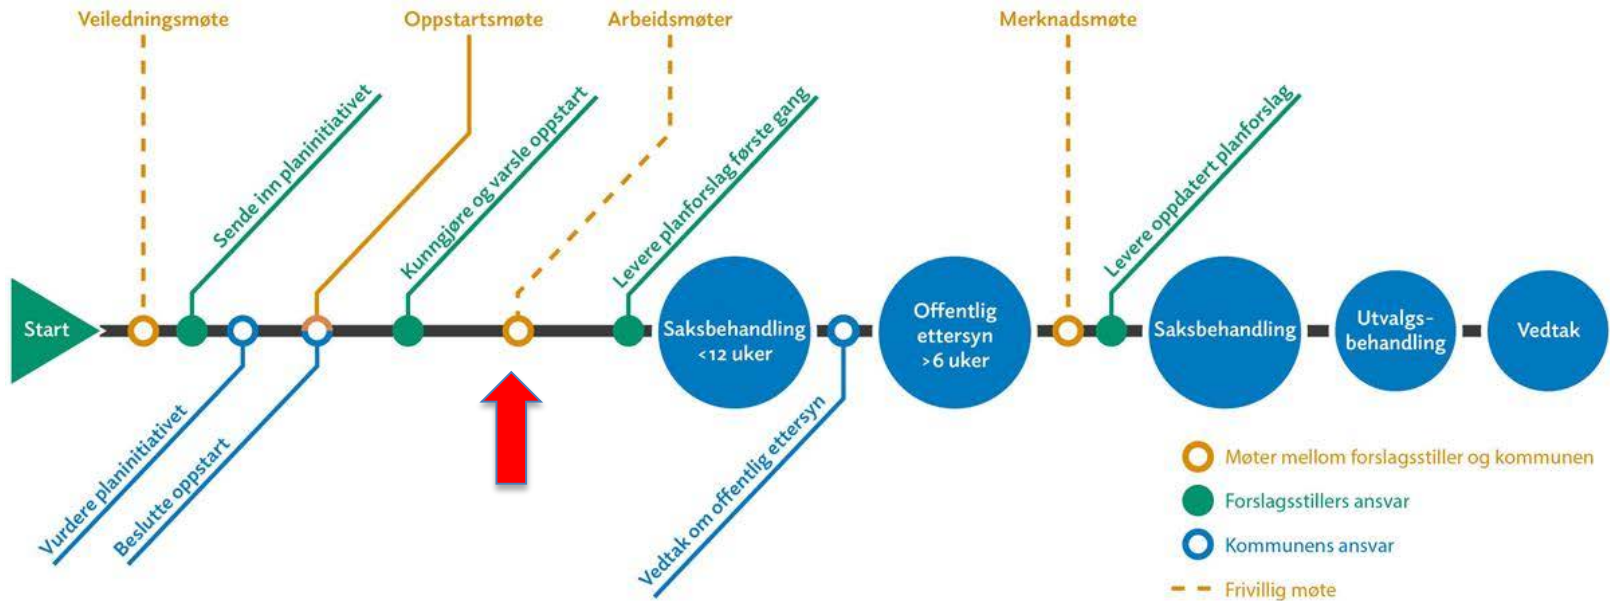 Veiledningsmøte
Oppstartsmøte
Arbeidsmøter
Merknadsmøte
Sende inn planinitiativet
Kunngjøre og varsle oppstart
Levere planforslag første gang
Levere oppdatert planforslag
Start
Saksbehandling
<12 uker
Offentlig
ettersyn
>6 uker
Saksbehandling
Utvalgs-
behandling
Vedtak
Vurdere planinitiativet
Beslutte oppstart
Vedtak om offentlig ettersyn
Møter mellom forslagsstiller og kommunen
Forslagsstillers ansvar
Kommunens ansvar
Frivillig møte